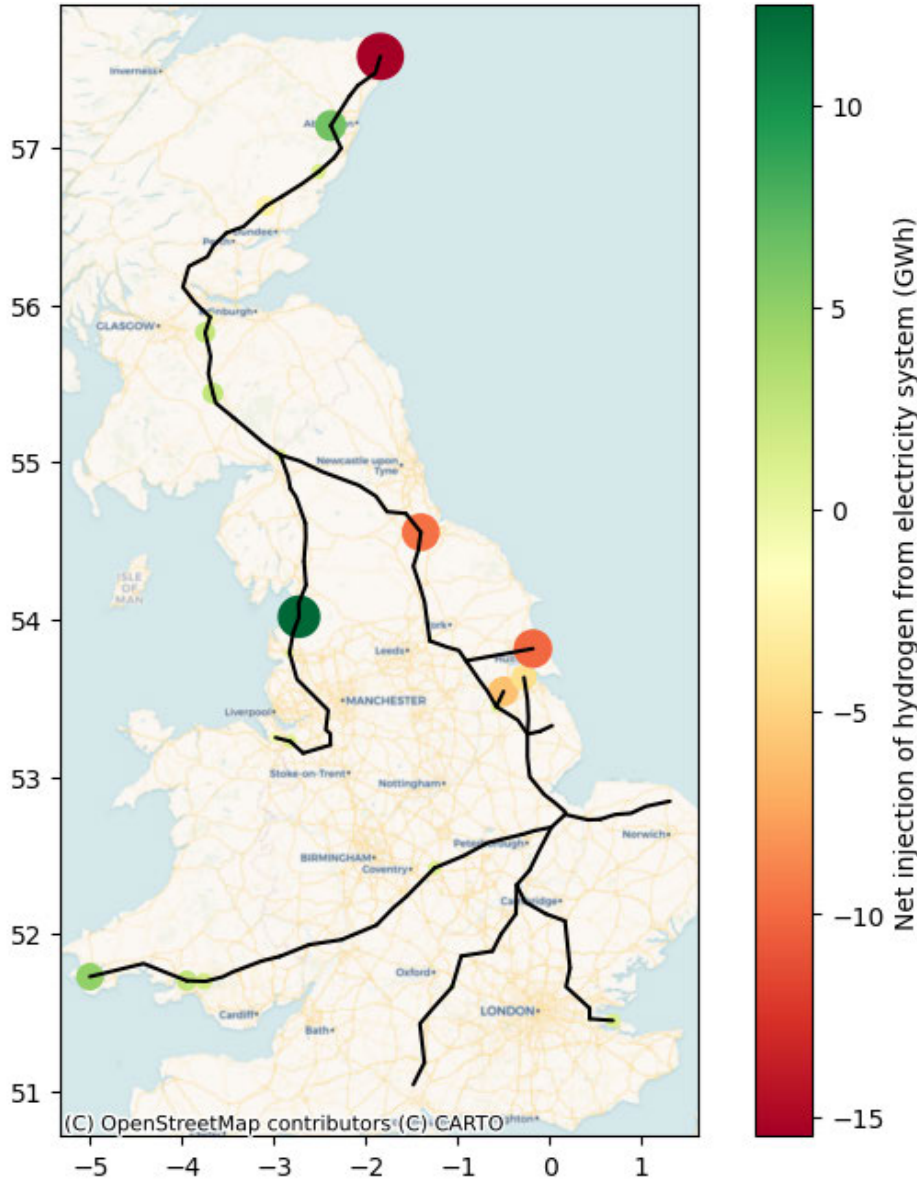 Inverness
57
Perth
Dundee
56
Edinburgh
GLASGOW
55
Newcastle upon
Tyne
ISLE
OF
MAN
54
Leeds
MANCHESTER
Liverpool
53
Stoke-on-Trent
Nottingham
Norwich
BIRMINGHAM
Peterborough
Coventry
52
Cambridge
Oxford
LONDON
Cardiff
Bath
51
(C) OpenStreetMap contributors (C) CARTO
−5
−4
−3
−2
−1
0
1
10
5
0
−5
−10
−15
Net injection of hydrogen from electricity system (GWh)